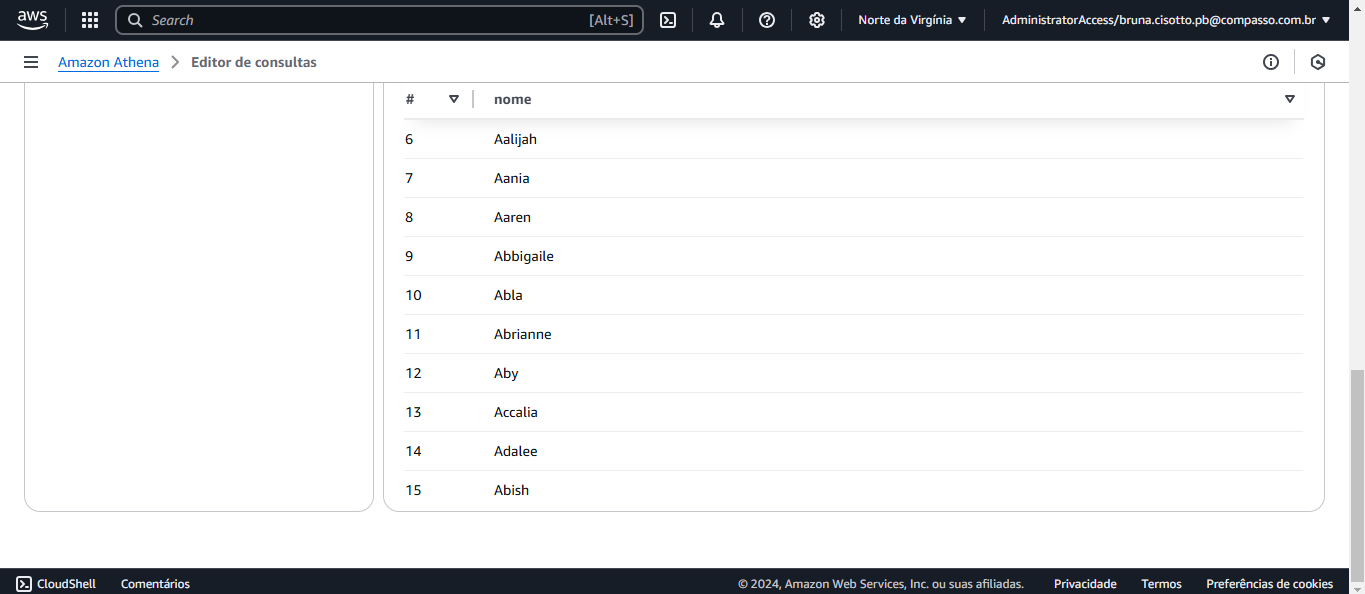 aws Search [Alt+S] Norte da Virgínia AdministratorAccess/bruna.cisotto.pb@compasso.com.br
Amazon Athena Editor de consultas
# nome
6 Aalijah
7 Aania
8 Aaren
9 Abbigaile
10 Abla
11 Abrianne
12 Aby
13 Accalia
14 Adalee
15 Abish
CloudShell Comentários © 2024, Amazon Web Services, Inc. ou suas afiliadas. Privacidade Termos Preferências de cookies